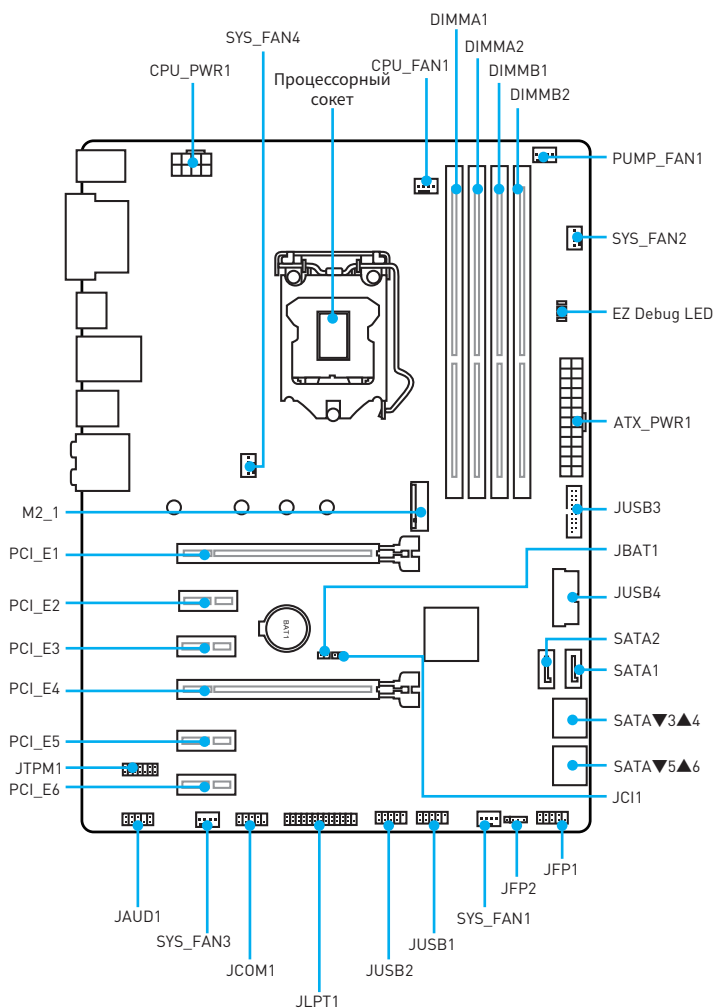 DIMMA1
SYS_FAN4
DIMMA2
CPU_PWR1
CPU_FAN1
DIMMB1
Процессорный
сокет
DIMMB2
PUMP_FAN1
SYS_FAN2
EZ Debug LED
ATX_PWR1
M2_1
JUSB3
PCI_E1
JBAT1
PCI_E2
JUSB4
BAT1
PCI_E3
SATA2
SATA1
PCI_E4
SATA▼3▲4
PCI_E5
JTPM1
SATA▼5▲6
PCI_E6
JCI1
JFP1
JFP2
JAUD1
SYS_FAN1
SYS_FAN3
JUSB1
JCOM1
JUSB2
JLPT1